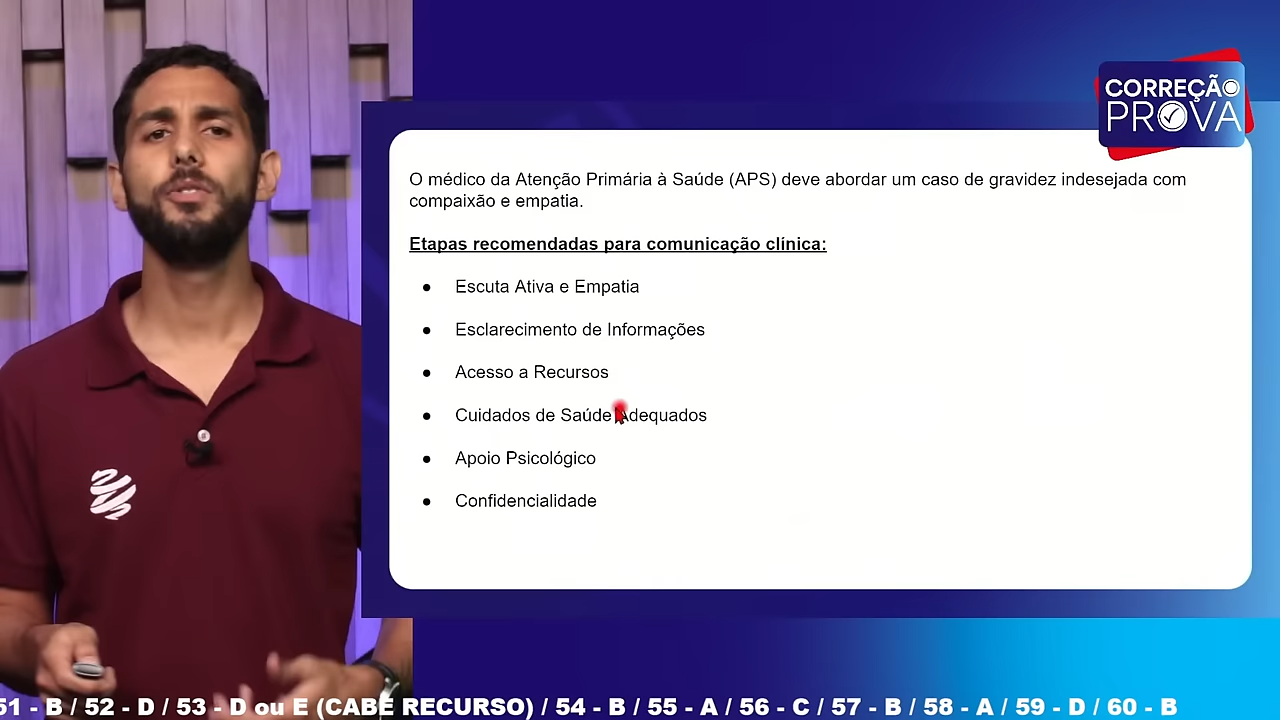 CORREÇÃO
PROVA
O médico da Atenção Primária à Saúde (APS) deve abordar um caso de gravidez indesejada com
compaixão e empatia.
Etapas recomendadas para comunicação clínica:
● Escuta Ativa e Empatia
● Esclarecimento de Informações
● Acesso a Recursos
● Cuidados de Saúde Adequados
● Apoio Psicológico
● Confidencialidade
51 - B / 52 - D / 53 - D ou E (CABE RECURSO) / 54 - B / 55 - A / 56 - C / 57 - B / 58 - A / 59 - D / 60 - B